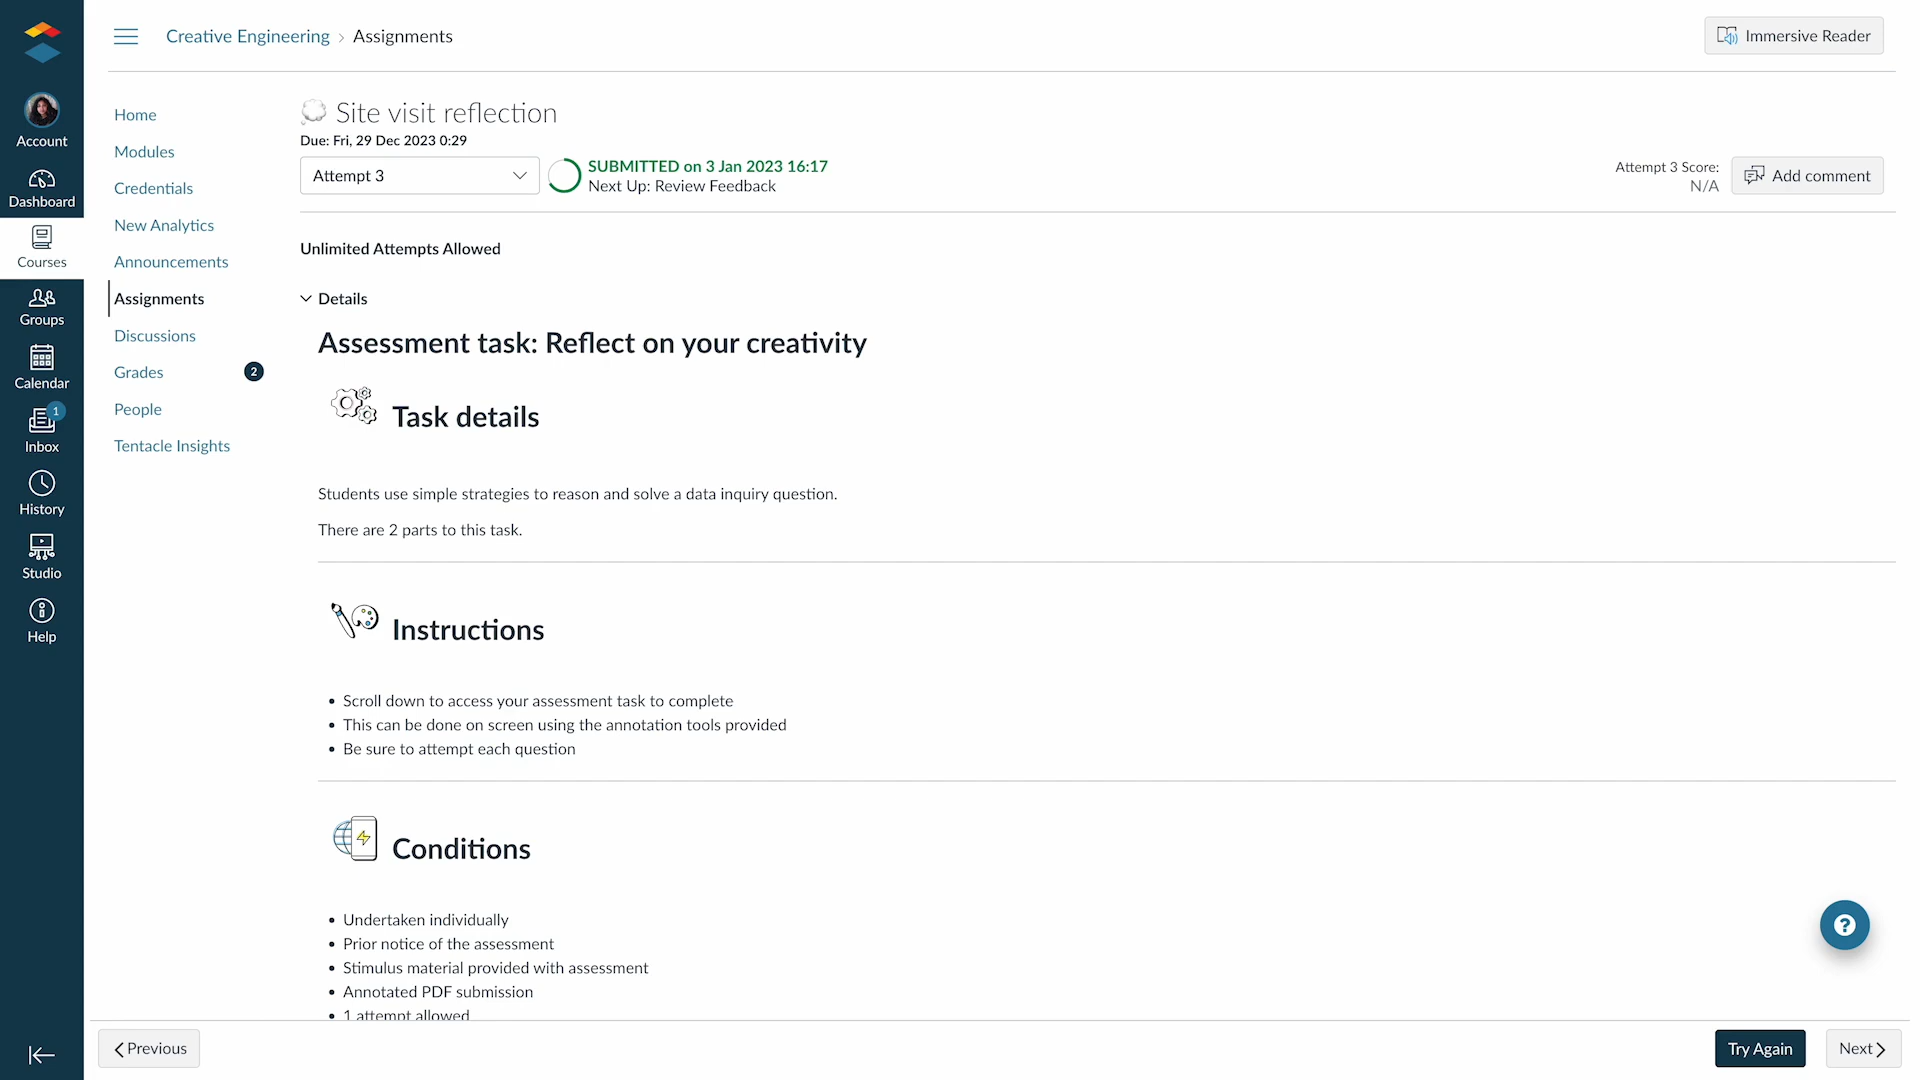 Creative Engineering › Assignments
Immersive Reader
Account
Dashboard
Courses
Groups
Calendar
1
Inbox
History
Studio
Help
Home
Modules
Credentials
New Analytics
Announcements
Assignments
Discussions
Grades 2
People
Tentacle Insights
Site visit reflection
Due: Fri, 29 Dec 2023 0:29
Attempt 3
SUBMITTED on 3 Jan 2023 16:17
Next Up: Review Feedback
Attempt 3 Score:
N/A
Add comment
Unlimited Attempts Allowed
Details
Assessment task: Reflect on your creativity
Task details
Students use simple strategies to reason and solve a data inquiry question.
There are 2 parts to this task.
Instructions
• Scroll down to access your assessment task to complete
• This can be done on screen using the annotation tools provided
• Be sure to attempt each question
Conditions
• Undertaken individually
• Prior notice of the assessment
• Stimulus material provided with assessment
• Annotated PDF submission
• 1 attempt allowed
?
Previous
Try Again
Next